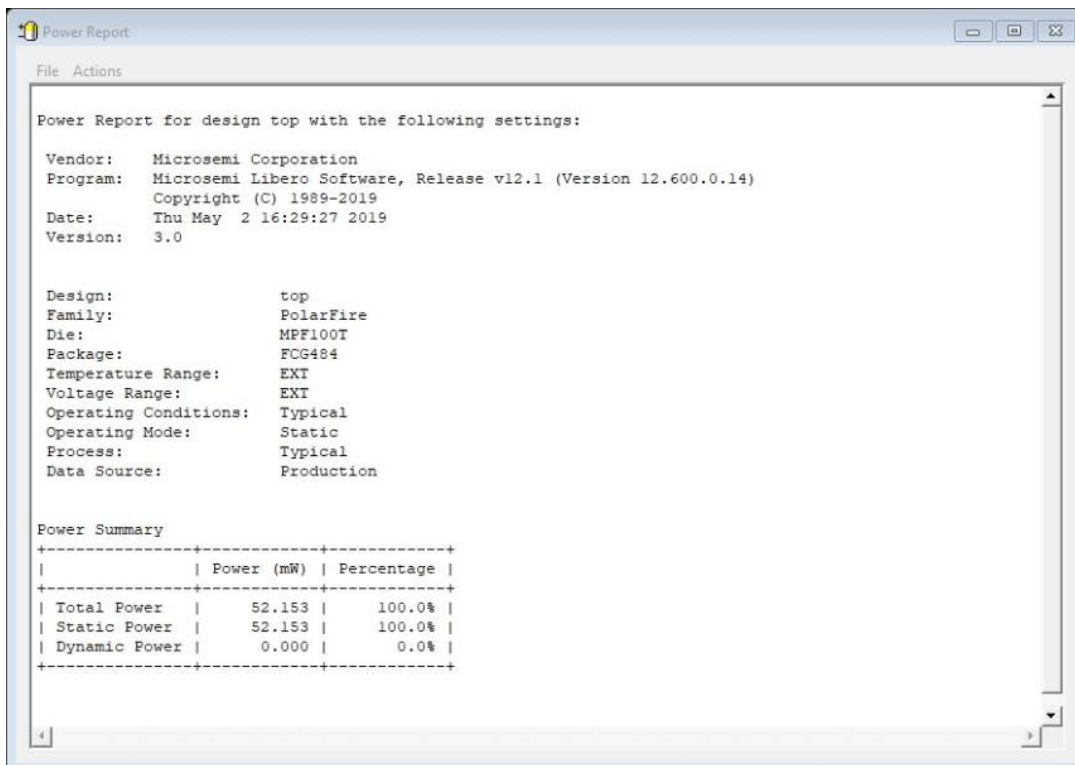 Power Report
File Actions
Power Report for design top with the following settings:
Vendor: Microsemi Corporation
Program: Microsemi Libero Software, Release v12.1 (Version 12.600.0.14)
Copyright (C) 1989-2019
Date: Thu May 2 16:29:27 2019
Version: 3.0
Design: top
Family: PolarFire
Die: MPF100T
Package: FCG484
Temperature Range: EXT
Voltage Range: EXT
Operating Conditions: Typical
Operating Mode: Static
Process: Typical
Data Source: Production
Power Summary
+---------------+------------+------------+
| | Power (mW) | Percentage |
+---------------+------------+------------+
| Total Power | 52.153 | 100.0% |
| Static Power | 52.153 | 100.0% |
| Dynamic Power | 0.000 | 0.0% |
+---------------+------------+------------+